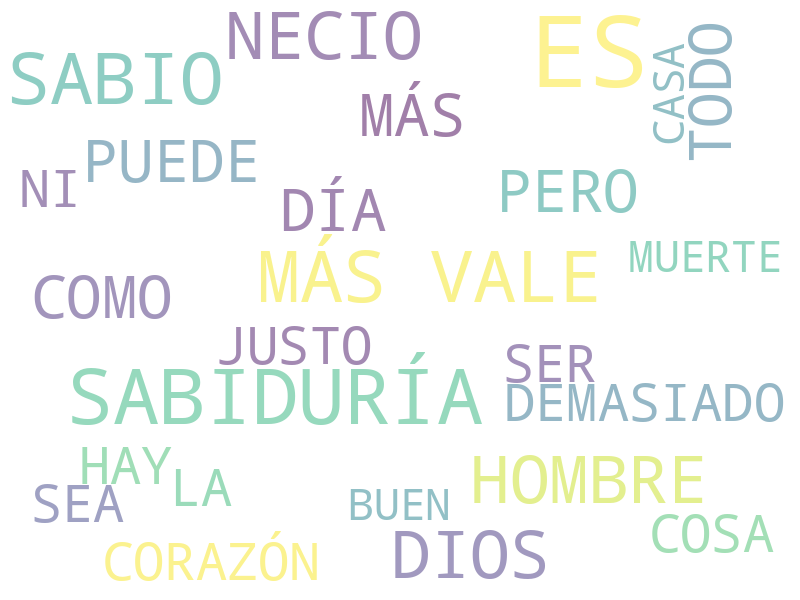 NECIO
ES
SABIO
CASA
TODO
MÁS
PUEDE
NI
DÍA
PERO
MÁS VALE
MUERTE
COMO
JUSTO
SER
SABIDURÍA
DEMASIADO
HAY
LA
HOMBRE
SEA
BUEN
DIOS
COSA
CORAZÓN